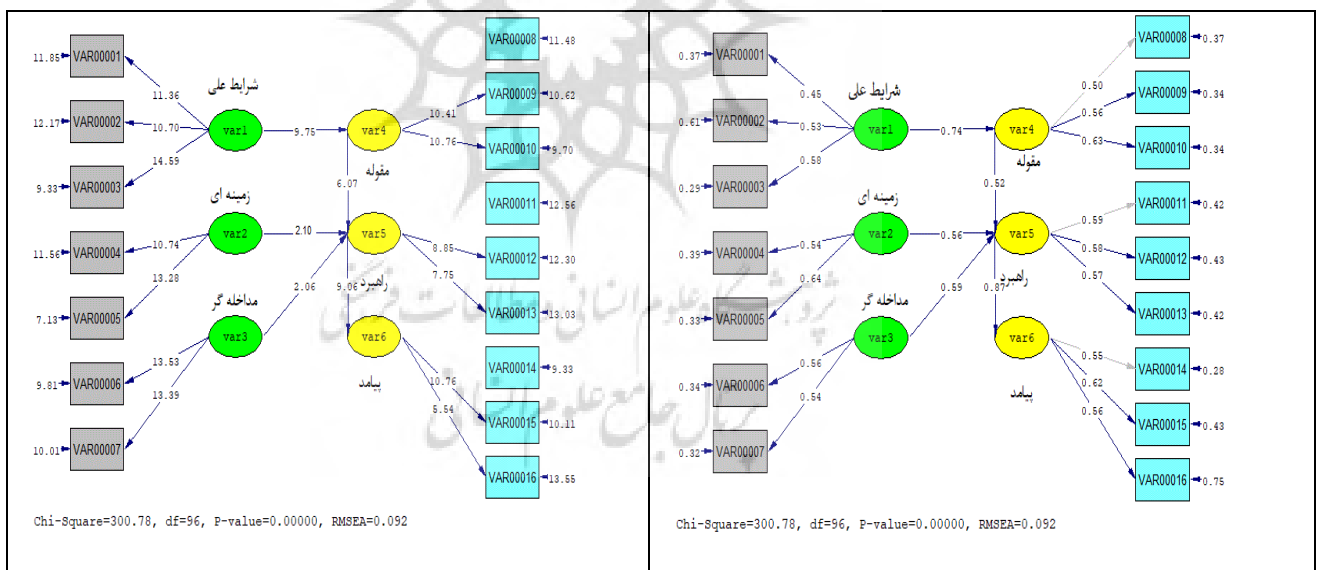 11.85 VAR00001
12.17 VAR00002
9.33 VAR00003
11.56 VAR00004
7.13 VAR00005
9.81 VAR00006
10.01 VAR00007
11.36
10.70
14.59
10.74
13.28
13.53
13.39
شرایط علی
var1
زمینه ای
var2
مداخله گر
var3
9.75
2.10
2.06
var4
مقوله
6.07
var5
راهبرد
9.06
var6
پیامد
10.41
10.76
8.85
7.75
10.76
5.54
VAR00008 11.48
VAR00009 10.62
VAR00010 9.70
VAR00011 12.56
VAR00012 12.30
VAR00013 13.03
VAR00014 9.33
VAR00015 10.11
VAR00016 13.55
Chi-Square=300.78, df=96, P-value=0.00000, RMSEA=0.092
0.37 VAR00001
0.61 VAR00002
0.29 VAR00003
0.39 VAR00004
0.33 VAR00005
0.34 VAR00006
0.32 VAR00007
0.45
0.53
0.58
0.54
0.64
0.56
0.54
شرایط علی
var1
زمینه ای
var2
مداخله گر
var3
0.74
0.56
0.59
var4
مقوله
0.52
var5
راهبرد
0.87
var6
پیامد
0.50
0.56
0.63
0.59
0.58
0.57
0.55
0.62
0.56
VAR00008 0.37
VAR00009 0.34
VAR00010 0.34
VAR00011 0.42
VAR00012 0.43
VAR00013 0.42
VAR00014 0.28
VAR00015 0.43
VAR00016 0.75
Chi-Square=300.78, df=96, P-value=0.00000, RMSEA=0.092
پژوهشگاه علوم انسانی و مطالعات فرهنگی
پرتال جامع علوم انسانی